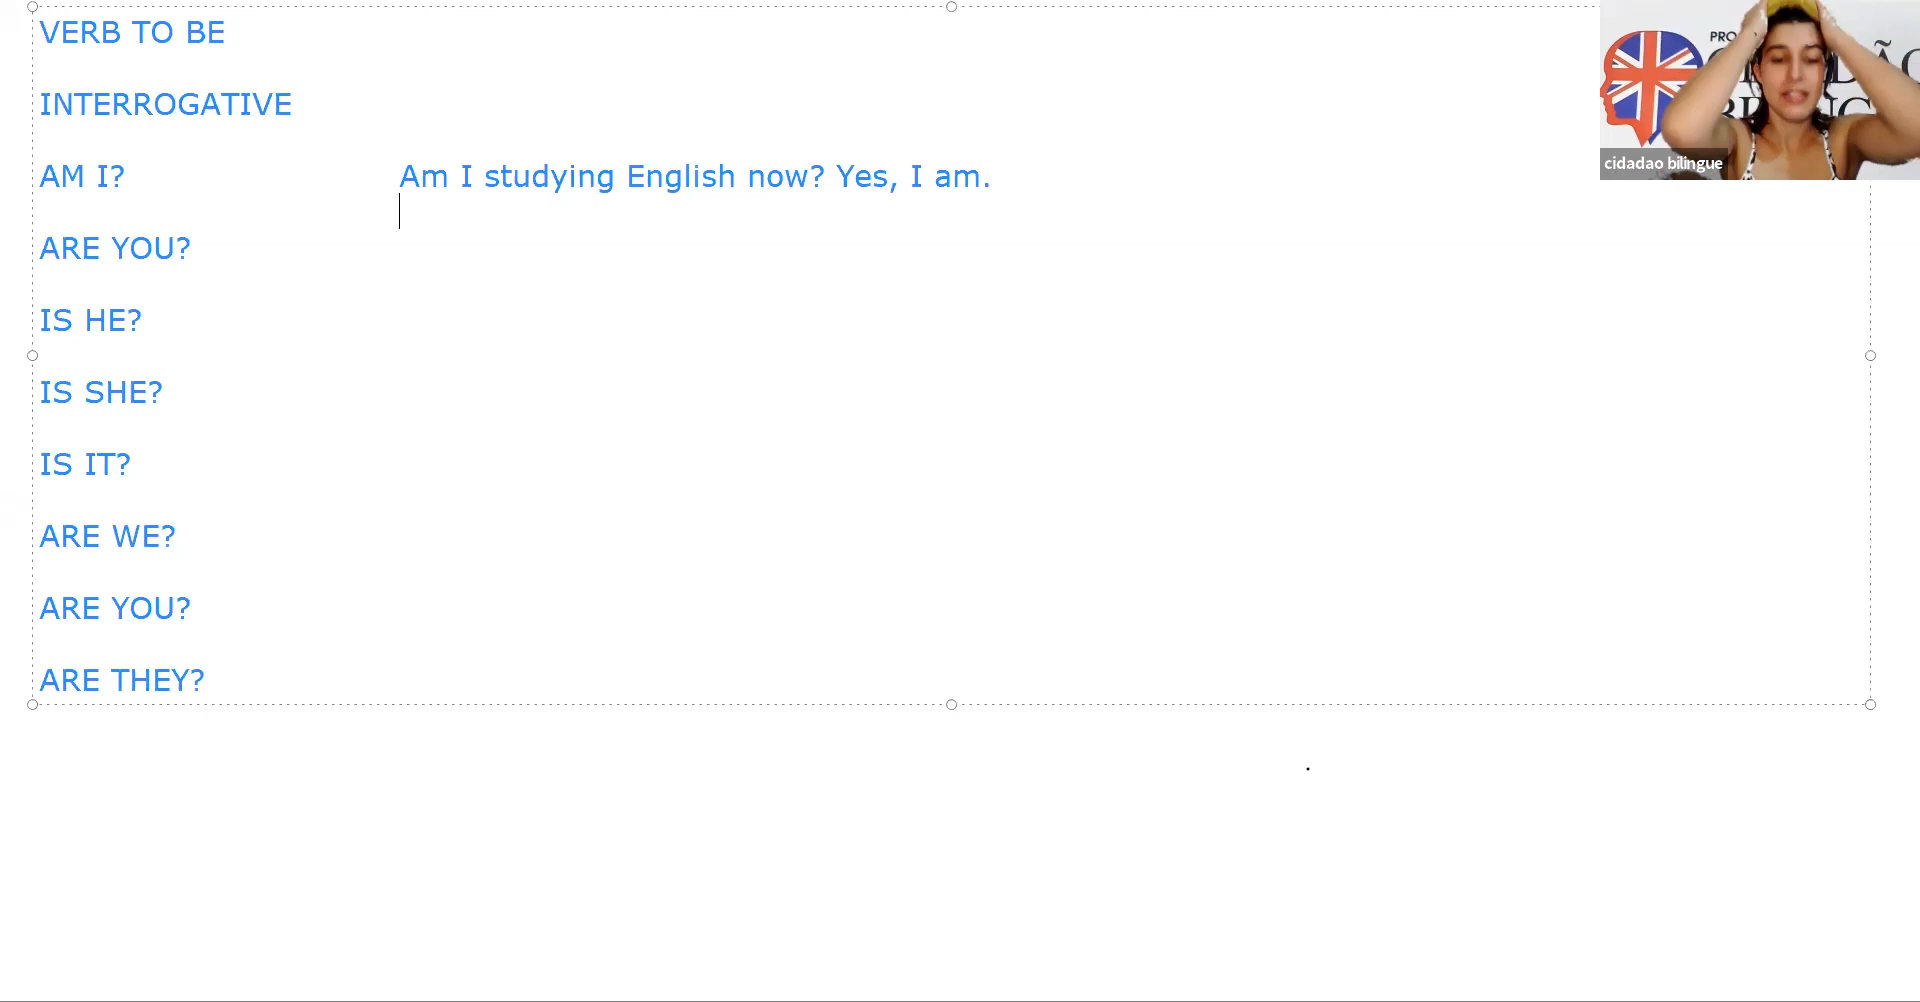 VERB TO BE
INTERROGATIVE
AM I? Am I studying English now? Yes, I am.
ARE YOU?
IS HE?
IS SHE?
IS IT?
ARE WE?
ARE YOU?
ARE THEY?
cidadao bilingue